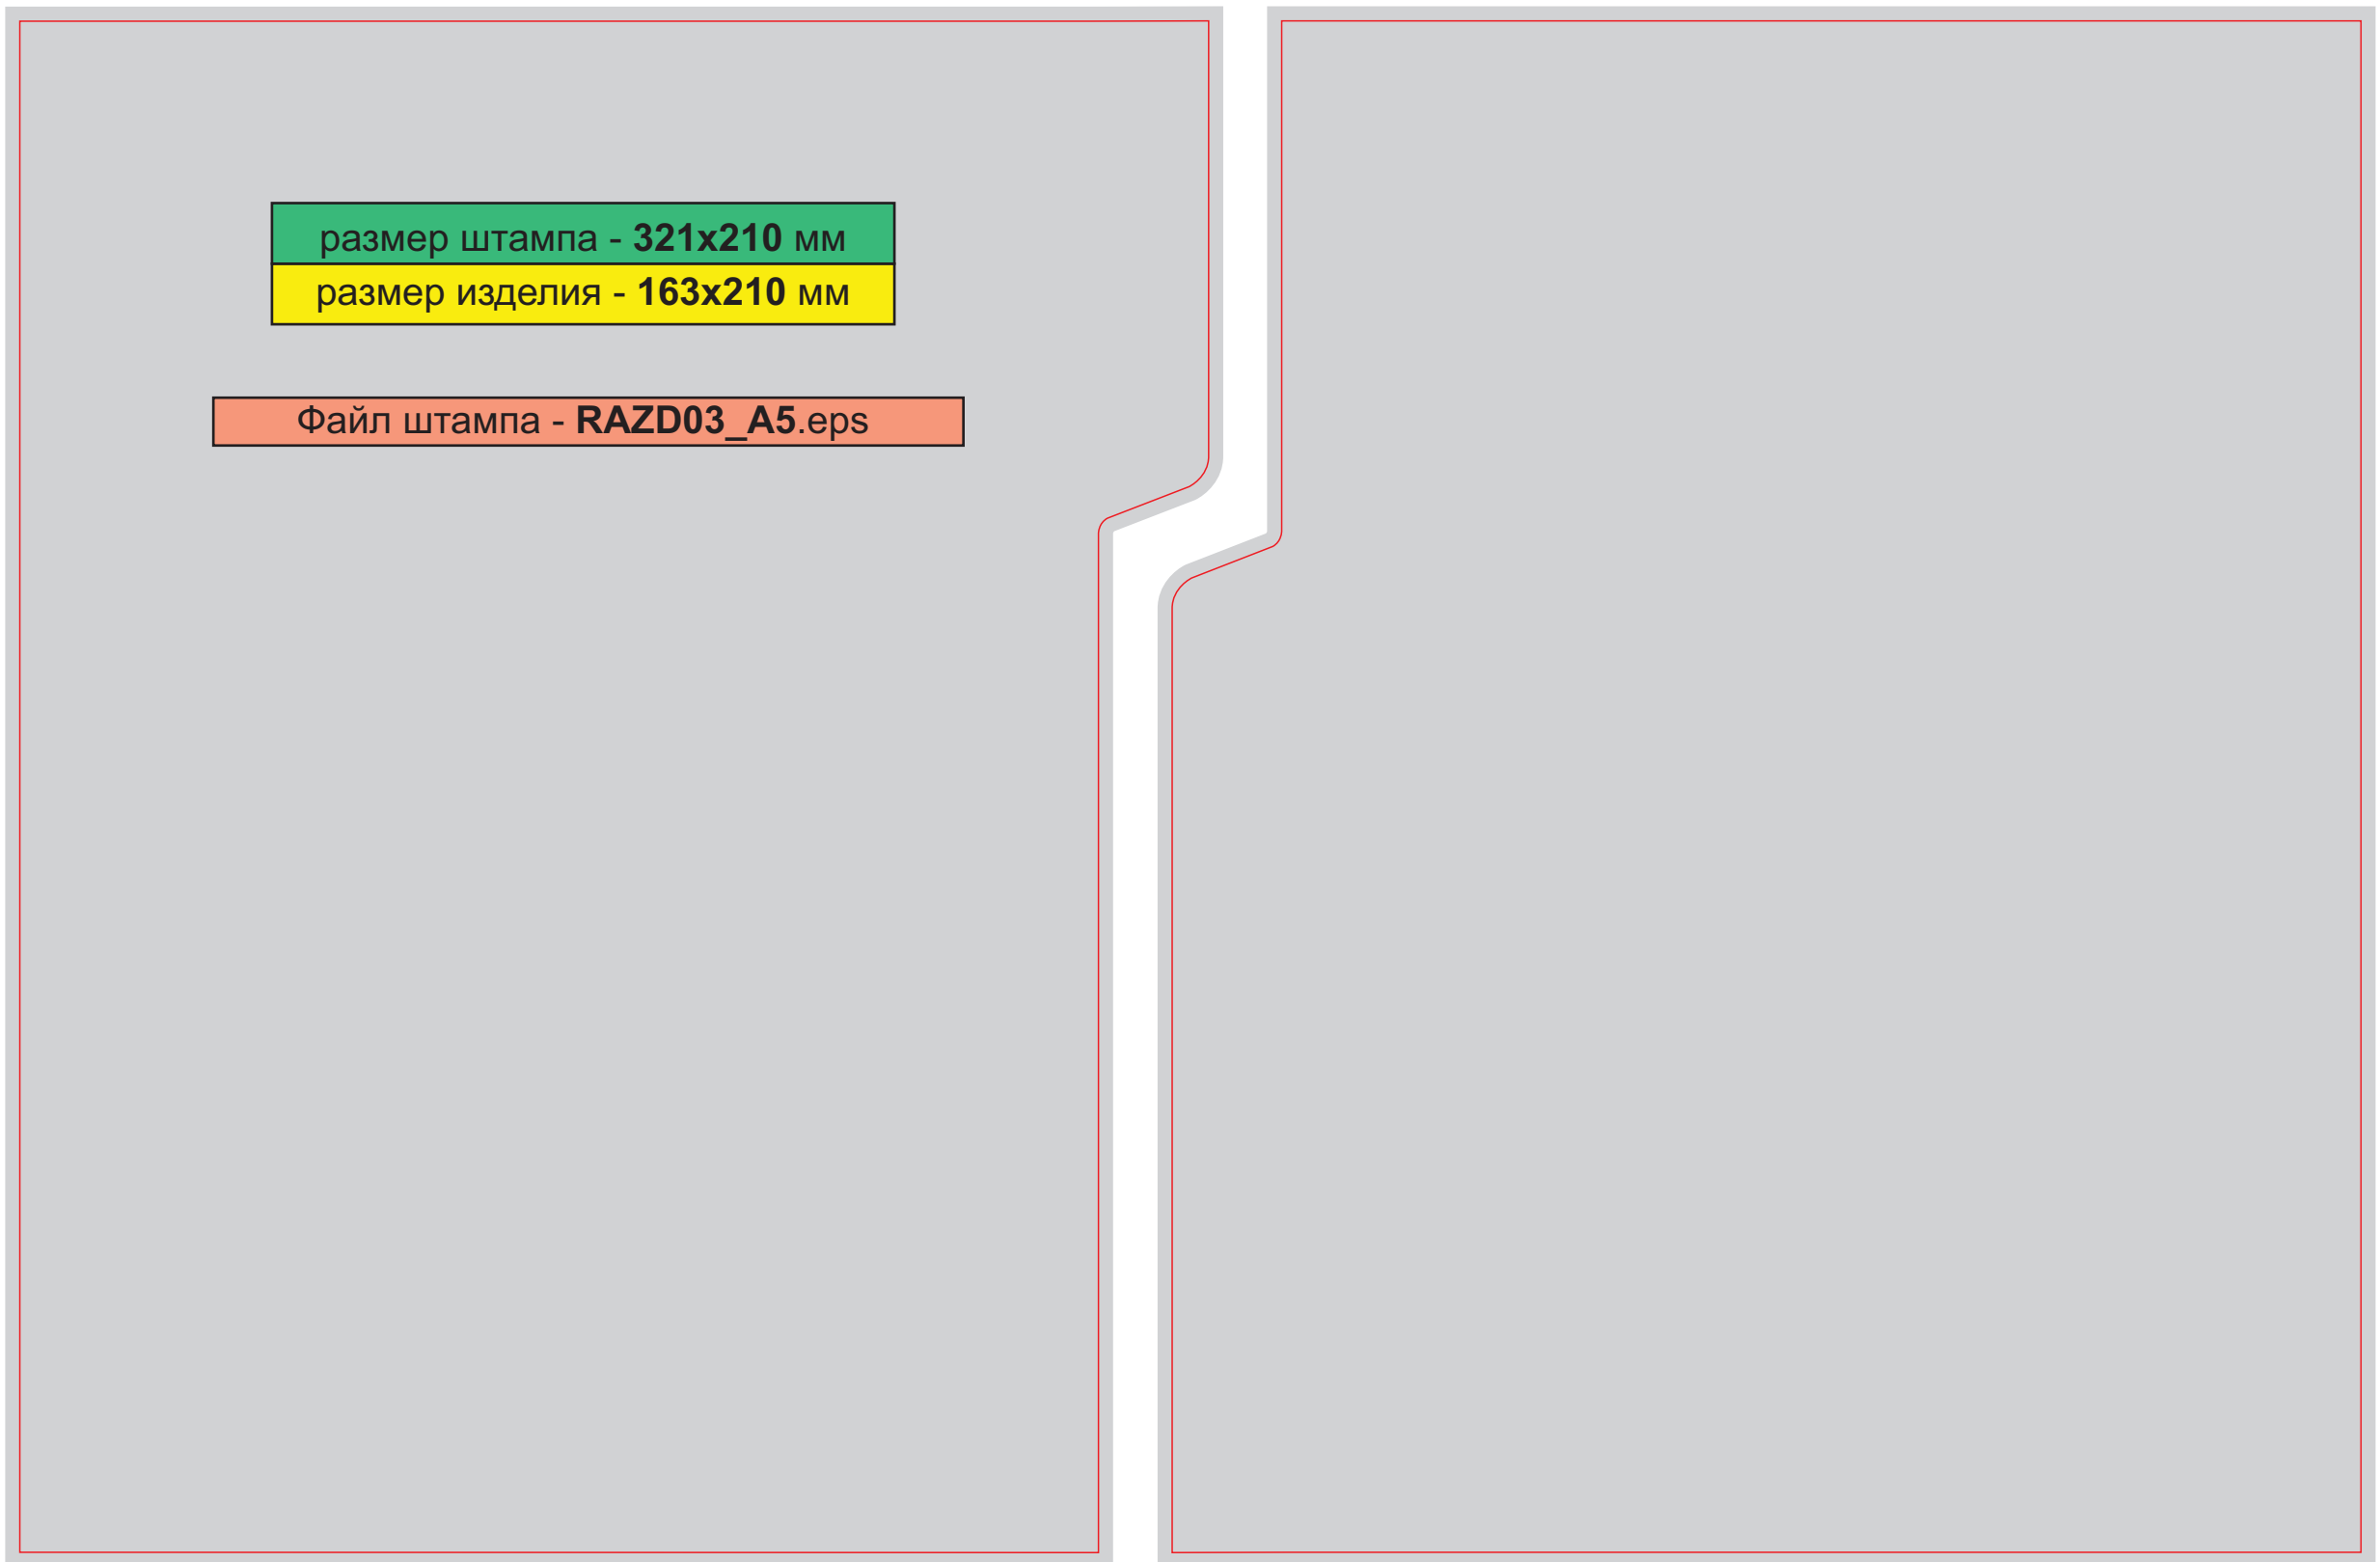 размер штампа - 321x210 мм
размер изделия - 163x210 мм
Файл штампа - RAZD03_A5.eps